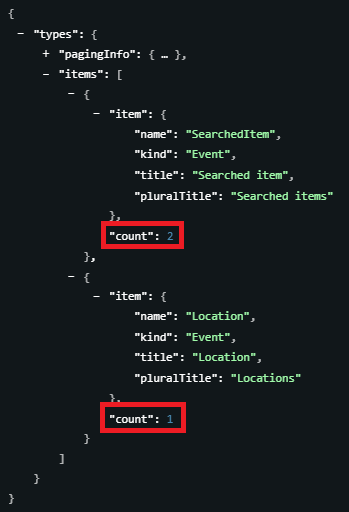 {
− "types": {
+ "pagingInfo": { … },
− "items": [
− {
− "item": {
"name": "SearchedItem",
"kind": "Event",
"title": "Searched item",
"pluralTitle": "Searched items"
},
"count": 2
},
− {
− "item": {
"name": "Location",
"kind": "Event",
"title": "Location",
"pluralTitle": "Locations"
},
"count": 1
}
]
}
}